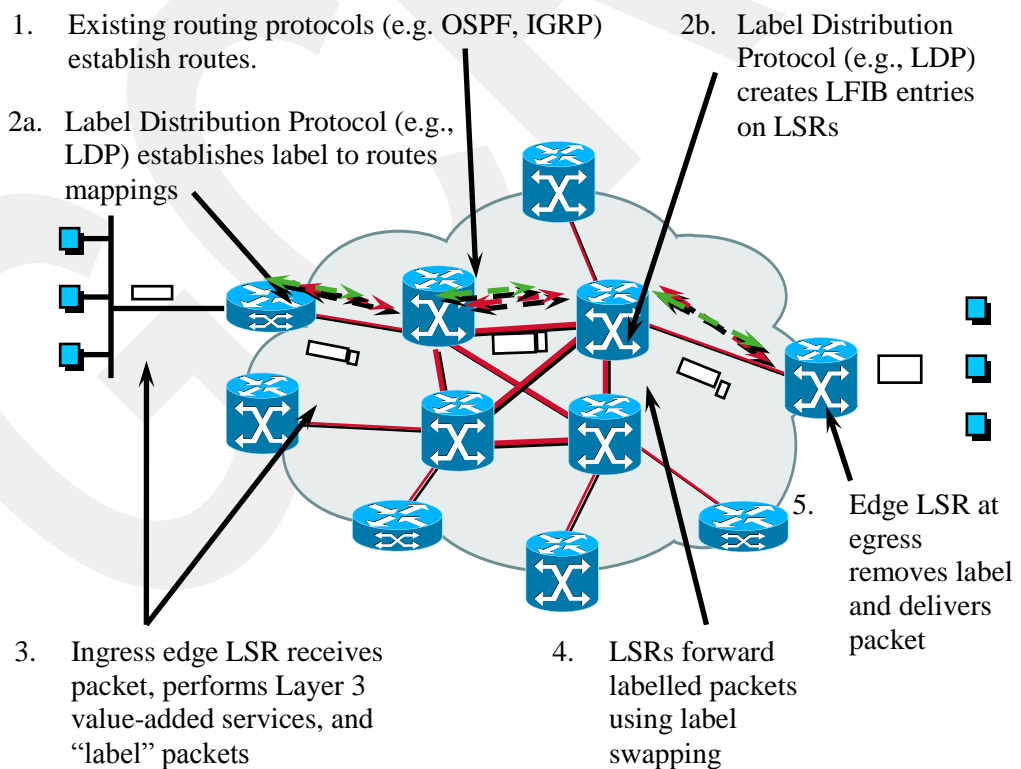 1. Existing routing protocols (e.g. OSPF, IGRP)
establish routes.
2a. Label Distribution Protocol (e.g.,
LDP) establishes label to routes
mappings
2b. Label Distribution
Protocol (e.g., LDP)
creates LFIB entries
on LSRs
3. Ingress edge LSR receives
packet, performs Layer 3
value-added services, and
“label” packets
4. LSRs forward
labelled packets
using label
swapping
5. Edge LSR at
egress
removes label
and delivers
packet